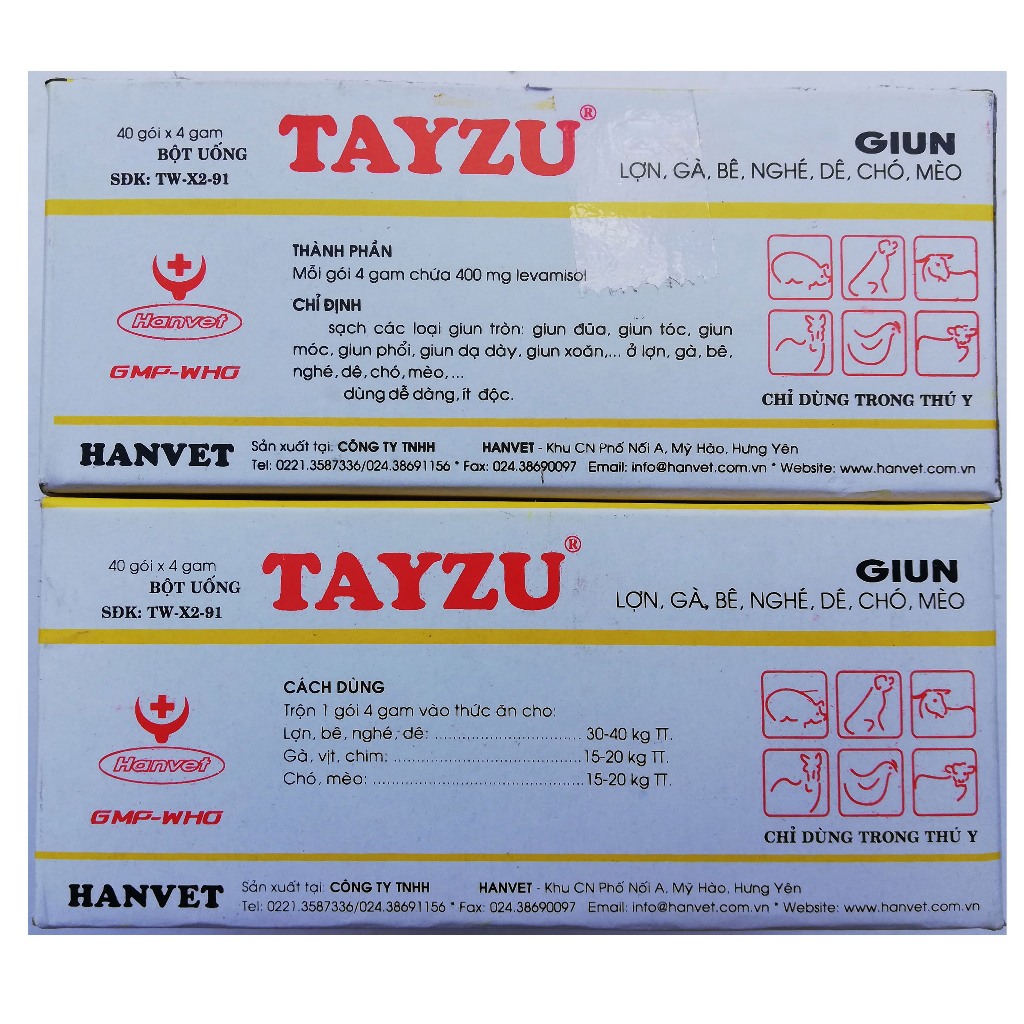 40 gói x 4 gam
BỘT UỐNG
SĐK: TW-X2-91
TAYZU®
GIUN
LỢN, GÀ, BÊ, NGHÉ, DÊ, CHÓ, MÈO
Hanvet
GMP-WHO
THÀNH PHẦN
Mỗi gói 4 gam chứa 400 mg levamisol
CHỈ ĐỊNH
sạch các loại giun tròn: giun đũa, giun tóc, giun
móc, giun phổi, giun dạ dày, giun xoăn,... ở lợn, gà, bê,
nghé, dê, chó, mèo,...
dùng dễ dàng, ít độc.
CHỈ DÙNG TRONG THÚ Y
HANVET
Sản xuất tại: CÔNG TY TNHH HANVET - Khu CN Phố Nối A, Mỹ Hào, Hưng Yên
Tel: 0221.3587336/024.38691156 * Fax: 024.38690097 Email: info@hanvet.com.vn * Website: www.hanvet.com.vn
40 gói x 4 gam
BỘT UỐNG
SĐK: TW-X2-91
TAYZU®
GIUN
LỢN, GÀ, BÊ, NGHÉ, DÊ, CHÓ, MÈO
Hanvet
GMP-WHO
CÁCH DÙNG
Trộn 1 gói 4 gam vào thức ăn cho:
Lợn, bê, nghé, dê: ................................ 30-40 kg TT.
Gà, vịt, chim: ......................................... 15-20 kg TT.
Chó, mèo: ............................................. 15-20 kg TT.
CHỈ DÙNG TRONG THÚ Y
HANVET
Sản xuất tại: CÔNG TY TNHH HANVET - Khu CN Phố Nối A, Mỹ Hào, Hưng Yên
Tel: 0221.3587336/024.38691156 * Fax: 024.38690097 Email: info@hanvet.com.vn * Website: www.hanvet.com.vn